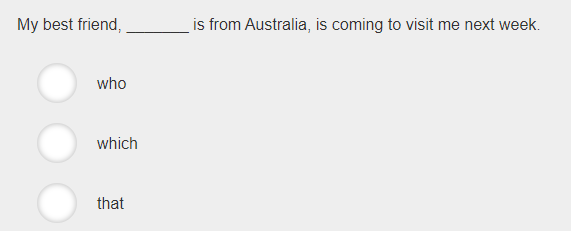 My best friend, _______ is from Australia, is coming to visit me next week.
who
which
that